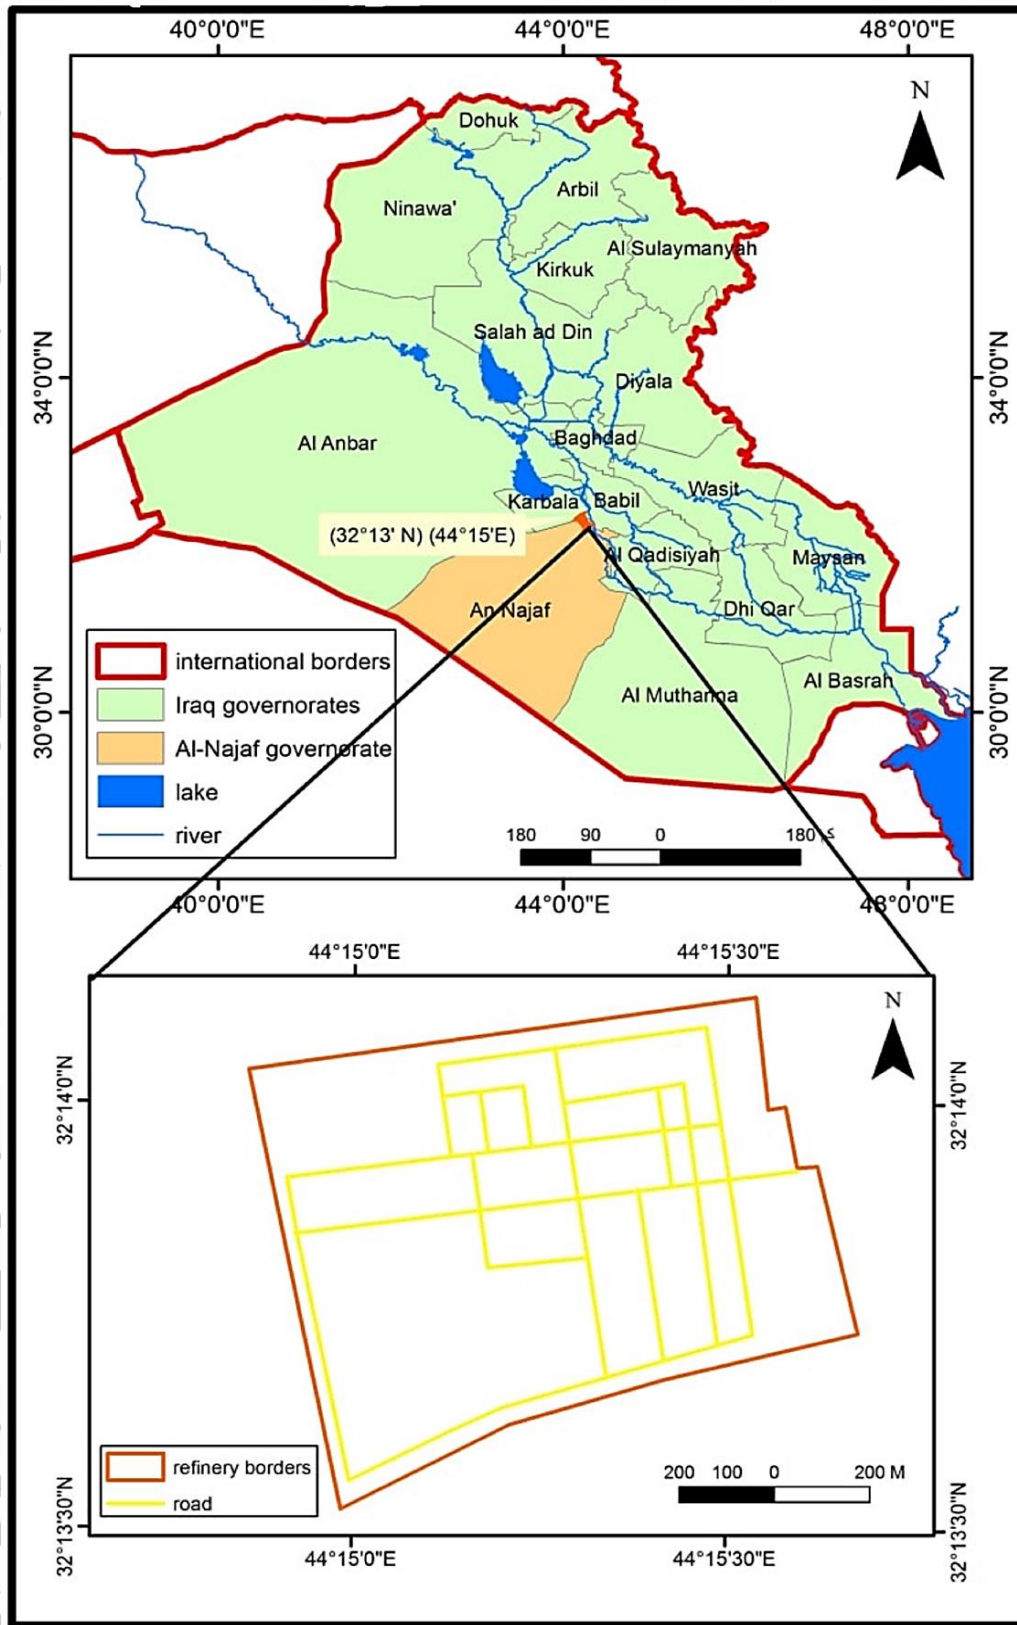 40°0'0"E 44°0'0"E 48°0'0"E
N
Dohuk
Arbil
Ninawa'
Al Sulaymanyah
Kirkuk
Salah ad Din
34°0'0"N 34°0'0"N
Diyala
Al Anbar
Baghdad
Wasit
Karbala Babil
(32°13' N) (44°15'E)
Al Qadisiyah
Maysan
An Najaf
Dhi Qar
Al Basrah
Al Muthanna
30°0'0"N 30°0'0"N
international borders
Iraq governorates
Al-Najaf governorate
lake
river
180 90 0 180
40°0'0"E 44°0'0"E 48°0'0"E
44°15'0"E 44°15'30"E
N
32°14'0"N 32°14'0"N
refinery borders
road
200 100 0 200 M
32°13'30"N 32°13'30"N
44°15'0"E 44°15'30"E